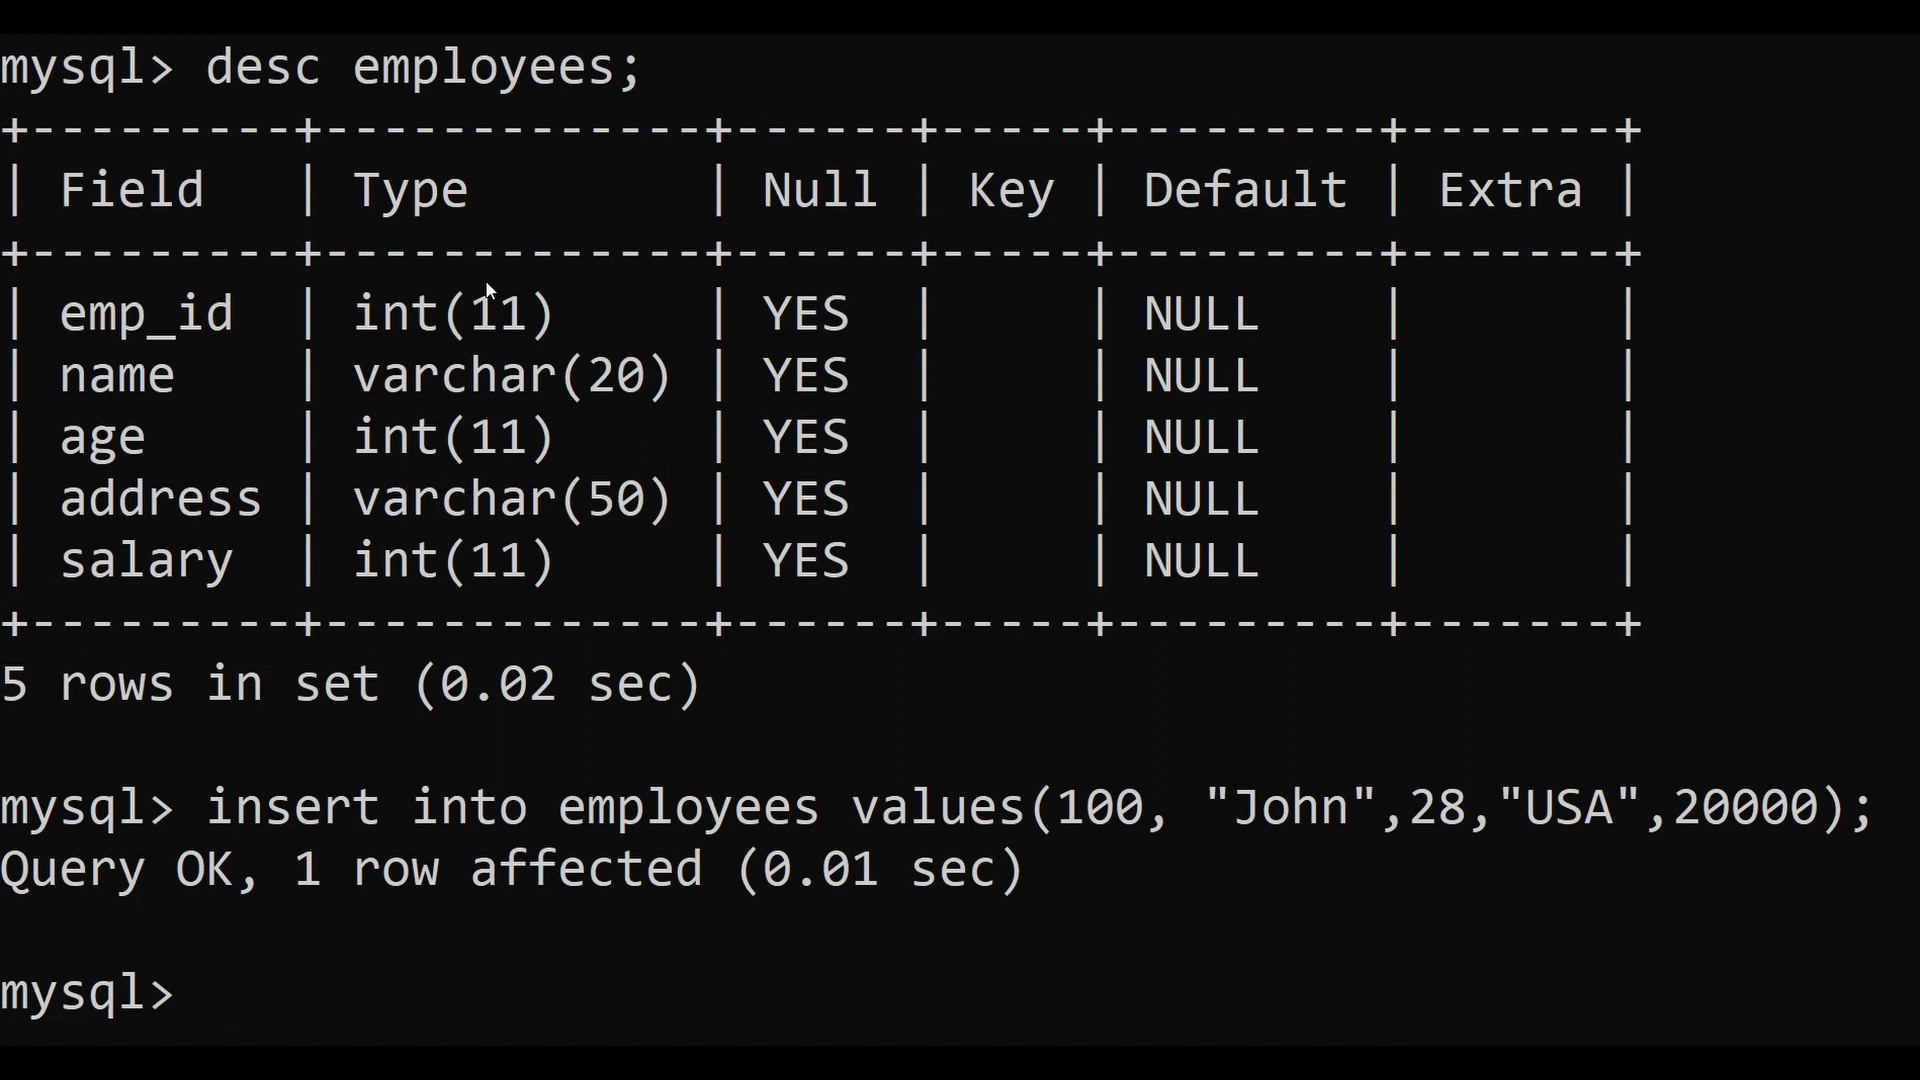 mysql> desc employees;
+---------+-------------+------+-----+---------+-------+
| Field   | Type        | Null | Key | Default | Extra |
+---------+-------------+------+-----+---------+-------+
| emp_id  | int(11)     | YES  |     | NULL    |       |
| name    | varchar(20) | YES  |     | NULL    |       |
| age     | int(11)     | YES  |     | NULL    |       |
| address | varchar(50) | YES  |     | NULL    |       |
| salary  | int(11)     | YES  |     | NULL    |       |
+---------+-------------+------+-----+---------+-------+
5 rows in set (0.02 sec)
mysql> insert into employees values(100, "John",28,"USA",20000);
Query OK, 1 row affected (0.01 sec)
mysql>